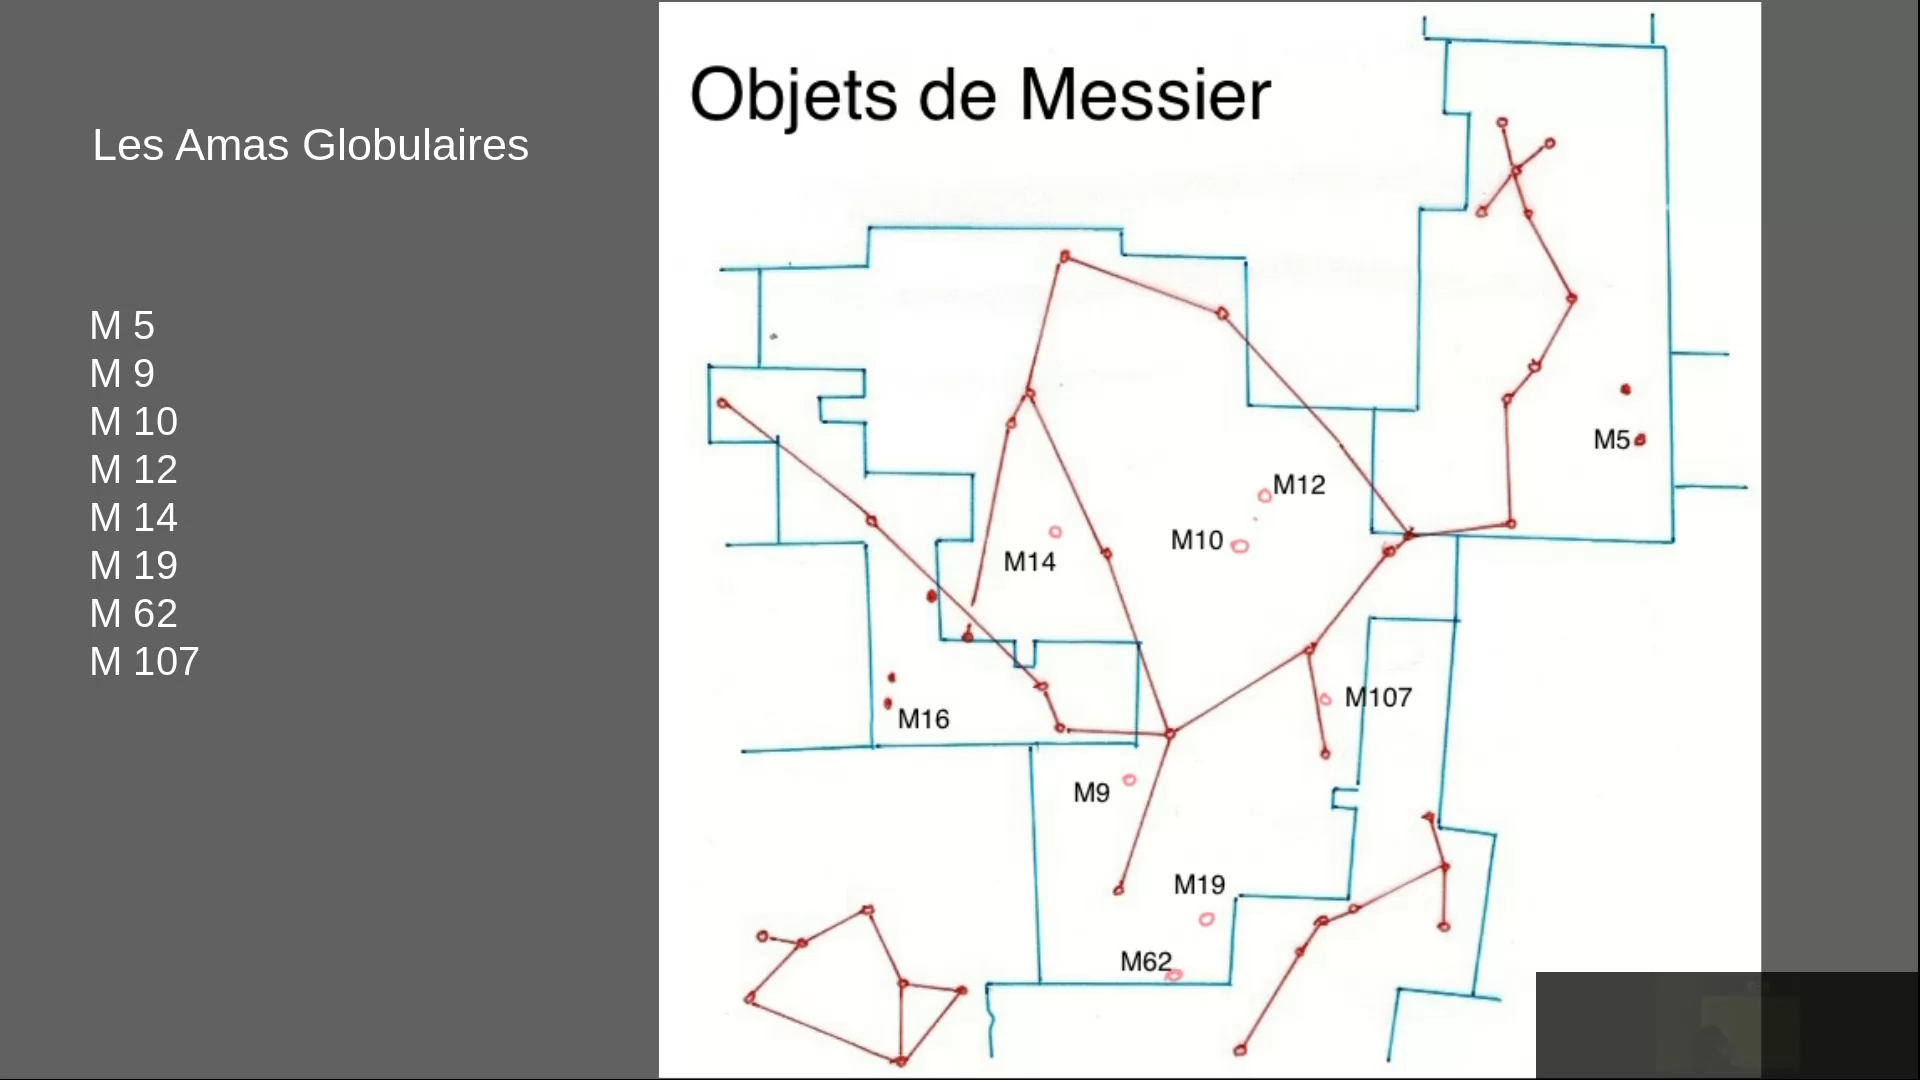 Les Amas Globulaires
M 5
M 9
M 10
M 12
M 14
M 19
M 62
M 107
Objets de Messier
M5
M12
M10
M14
M107
M16
M9
M19
M62